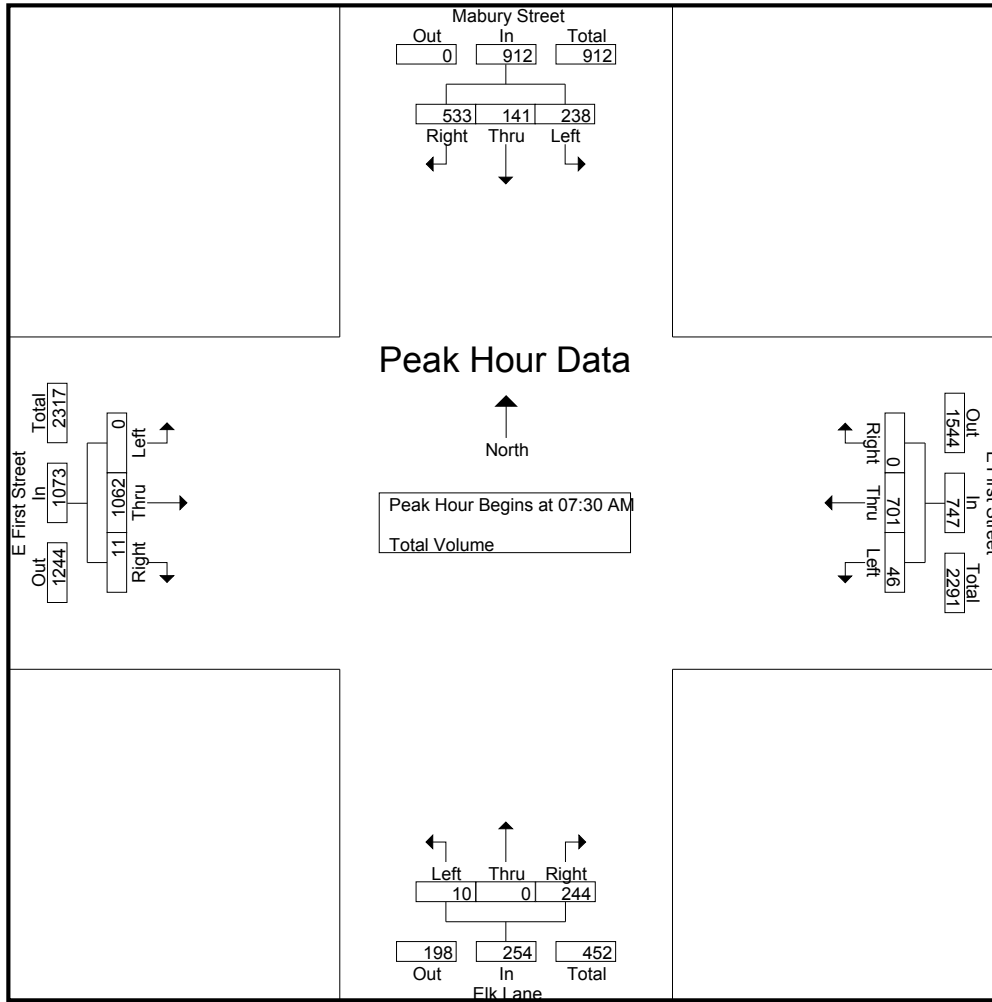 Mabury Street
Out In Total
0 912 912
533 141 238
Right Thru Left
Peak Hour Data
North
Peak Hour Begins at 07:30 AM
Total Volume
E First Street
Total In Out
2317 1073 1244
0 1062 11
Left Thru Right
E First Street
Out In Total
1544 747 2291
0 701 46
Right Thru Left
Left Thru Right
10 0 244
198 254 452
Out In Total
Elk Lane